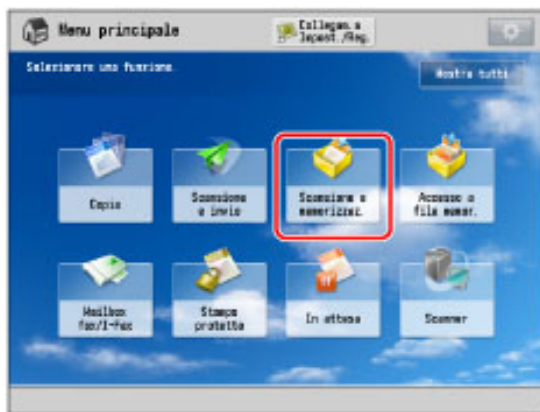 Menu principale
Collegam.a
Impost./Reg.
Selezionare una funzione.
Mostra tutti
Copia
Scansione
e invio
Scansione e
memorizzaz.
Accesso a
file memor.
Mailbox
fax/I-Fax
Stampa
protetta
In attesa
Scanner